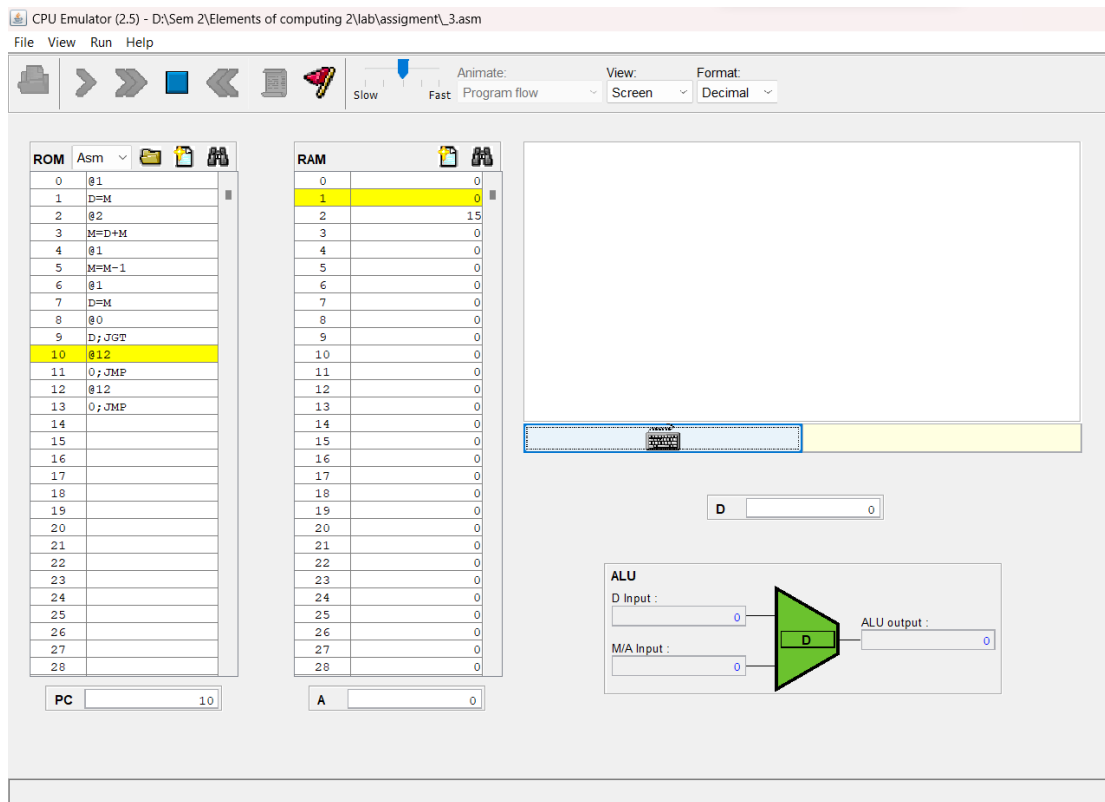 CPU Emulator (2.5) - D:\Sem 2\Elements of computing 2\lab\assigment\_3.asm
File View Run Help
Animate: View: Format:
Slow Fast Program flow Screen Decimal
ROM Asm RAM
0 @1 0 0
1 D=M 1 0
2 @2 2 15
3 M=D+M 3 0
4 @1 4 0
5 M=M-1 5 0
6 @1 6 0
7 D=M 7 0
8 @0 8 0
9 D;JGT 9 0
10 @12 10 0
11 0;JMP 11 0
12 @12 12 0
13 0;JMP 13 0
14 14 0
15 15 0
16 16 0
17 17 0
18 18 0
19 19 0
20 20 0
21 21 0
22 22 0
23 23 0
24 24 0
25 25 0
26 26 0
27 27 0
28 28 0
PC 10 A 0
D 0
ALU
D Input :
0
M/A Input :
0
D
ALU output :
0